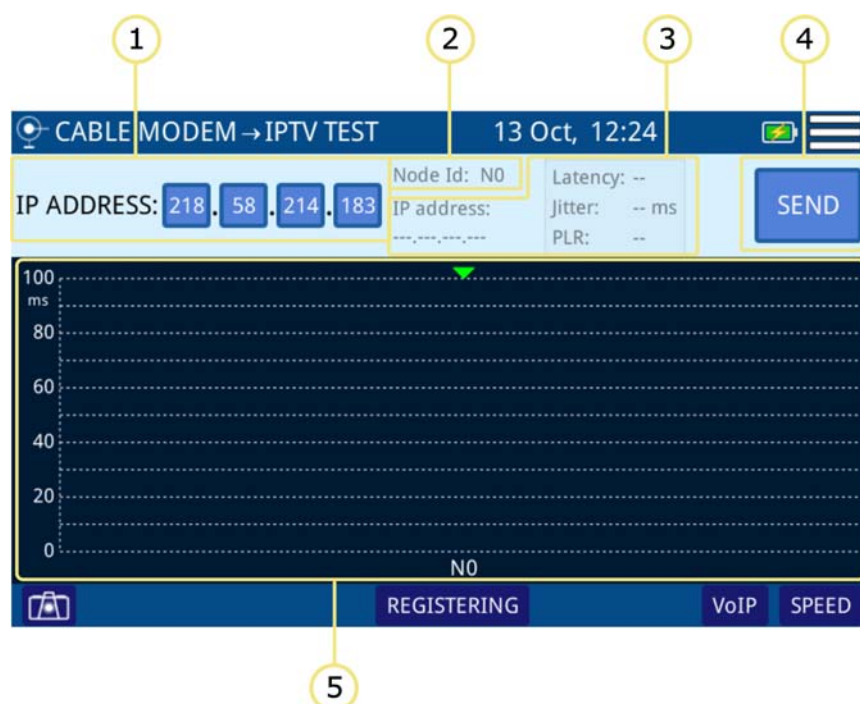 1 2 3 4
CABLE MODEM→IPTV TEST 13 Oct, 12:24
IP ADDRESS: 218 . 58 . 214 . 183
Node Id: N0
IP address:
---.---.---.---
Latency: --
Jitter: -- ms
PLR: --
SEND
100
ms
80
60
40
20
0
N0
REGISTERING VoIP SPEED
5